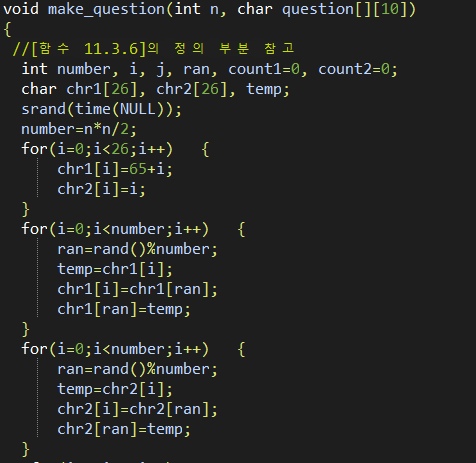 void make_question(int n, char question[][10])
{
//[함수 11.3.6]의 정의 부분 참고
int number, i, j, ran, count1=0, count2=0;
char chr1[26], chr2[26], temp;
srand(time(NULL));
number=n*n/2;
for(i=0;i<26;i++) {
chr1[i]=65+i;
chr2[i]=i;
}
for(i=0;i<number;i++) {
ran=rand()%number;
temp=chr1[i];
chr1[i]=chr1[ran];
chr1[ran]=temp;
}
for(i=0;i<number;i++) {
ran=rand()%number;
temp=chr2[i];
chr2[i]=chr2[ran];
chr2[ran]=temp;
}